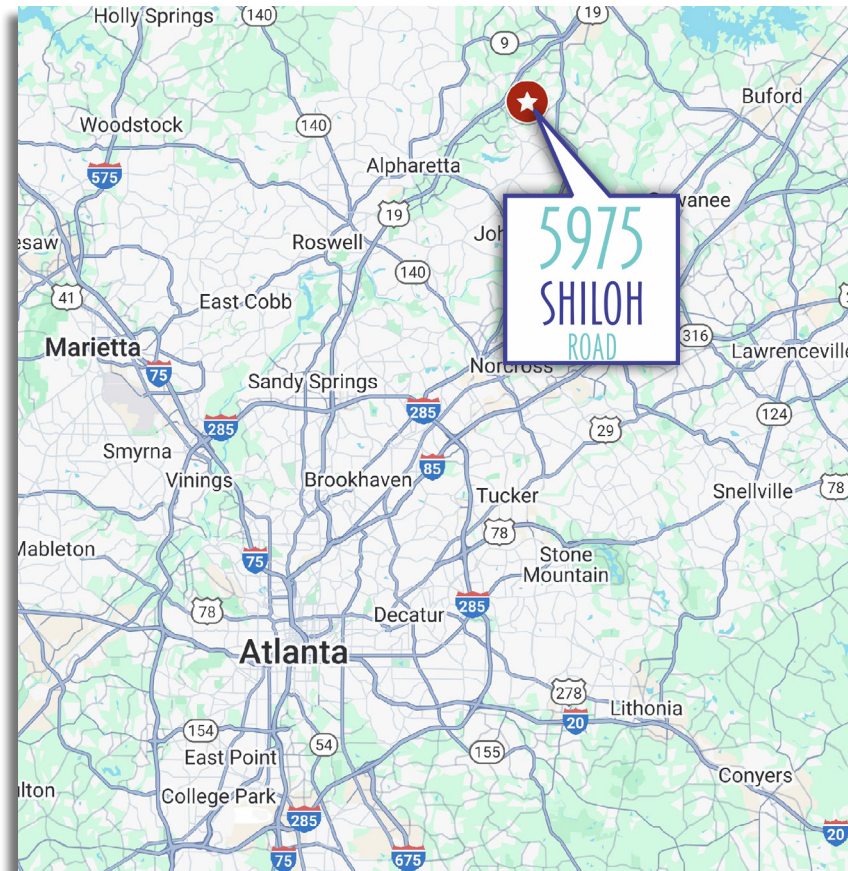 Holly Springs
140
19
9
Buford
Woodstock
140
575
Alpharetta
5975
SHILOH
ROAD
19
Roswell
140
41
East Cobb
316
Marietta
75
Norcross
Lawrenceville
Sandy Springs
285
285
124
29
Smyrna
85
Vinings
Brookhaven
Tucker
Snellville
78
78
75
Stone
Mountain
78
285
Decatur
Atlanta
278
Lithonia
20
154
54
155
East Point
Conyers
College Park
285
20
75
675